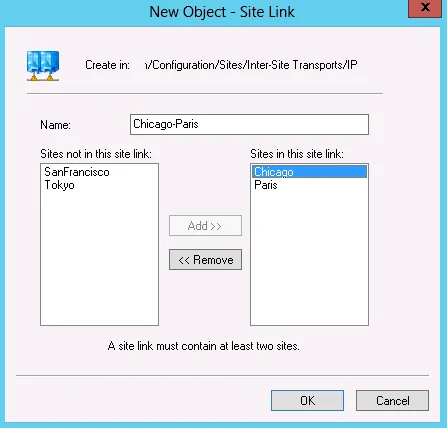 New Object - Site Link
x
Create in: ı/Configuration/Sites/Inter-Site Transports/IP
Name: Chicago-Paris
Sites not in this site link: Sites in this site link:
SanFrancisco Chicago
Tokyo Paris
Add >>
<< Remove
A site link must contain at least two sites.
OK Cancel